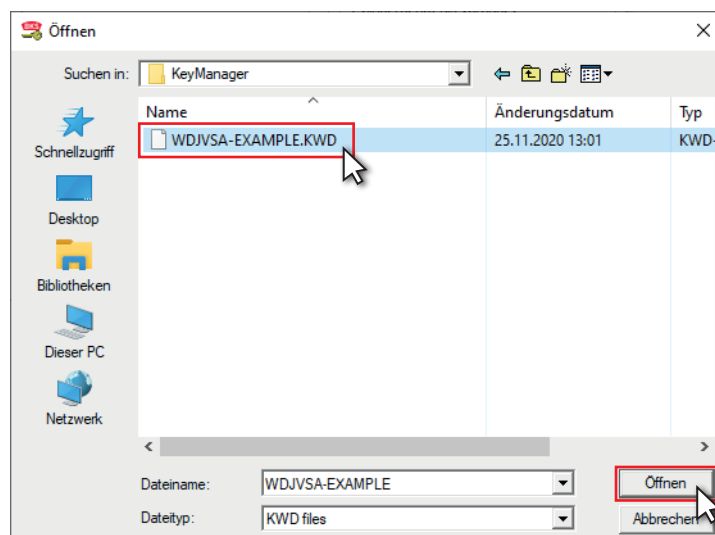 Öffnen
Suchen in: KeyManager
Name Änderungsdatum Typ
WDJVSA-EXAMPLE.KWD 25.11.2020 13:01 KWD-
Schnellzugriff
Desktop
Bibliotheken
Dieser PC
Netzwerk
Dateiname: WDJVSA-EXAMPLE Öffnen
Dateityp: KWD files Abbrechen